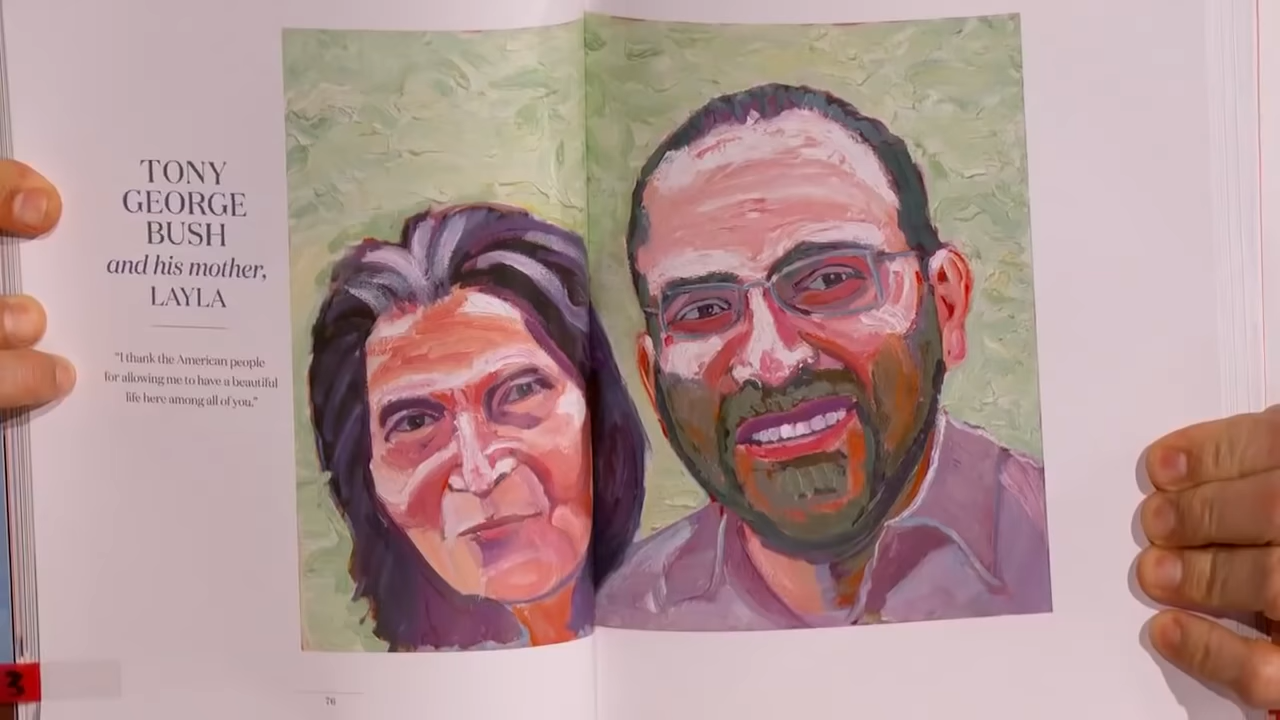 TONY
GEORGE
BUSH
and his mother,
LAYLA
“I thank the American people
for allowing me to have a beautiful
life here among all of you.”
76
3